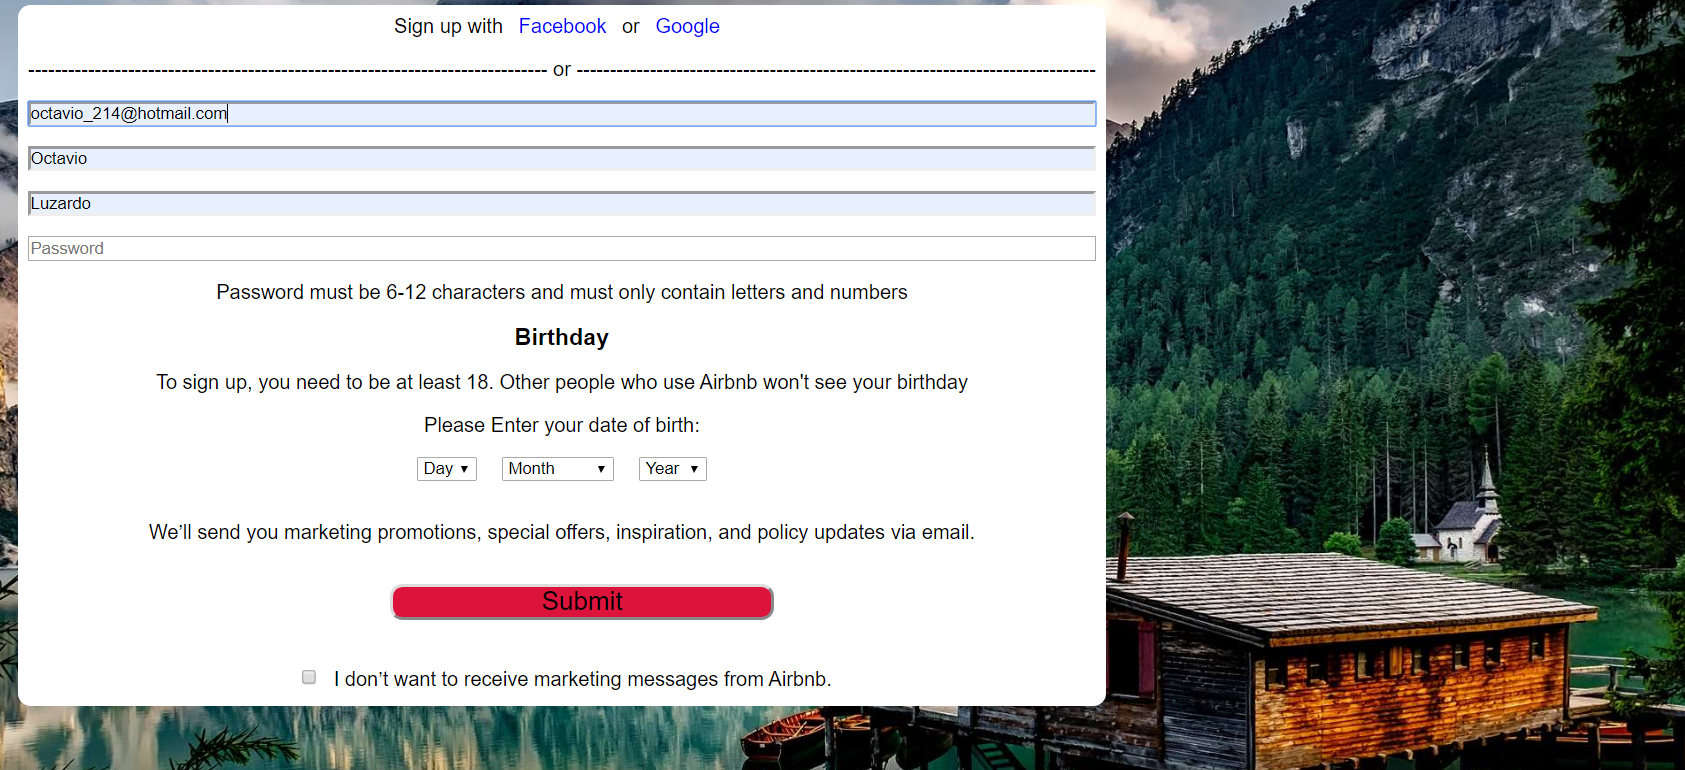 Sign up with Facebook or Google
------------------------------------------------------------------------------ or ------------------------------------------------------------------------------
octavio_214@hotmail.com
Octavio
Luzardo
Password
Password must be 6-12 characters and must only contain letters and numbers
Birthday
To sign up, you need to be at least 18. Other people who use Airbnb won't see your birthday
Please Enter your date of birth:
Day Month Year
We’ll send you marketing promotions, special offers, inspiration, and policy updates via email.
Submit
I don’t want to receive marketing messages from Airbnb.